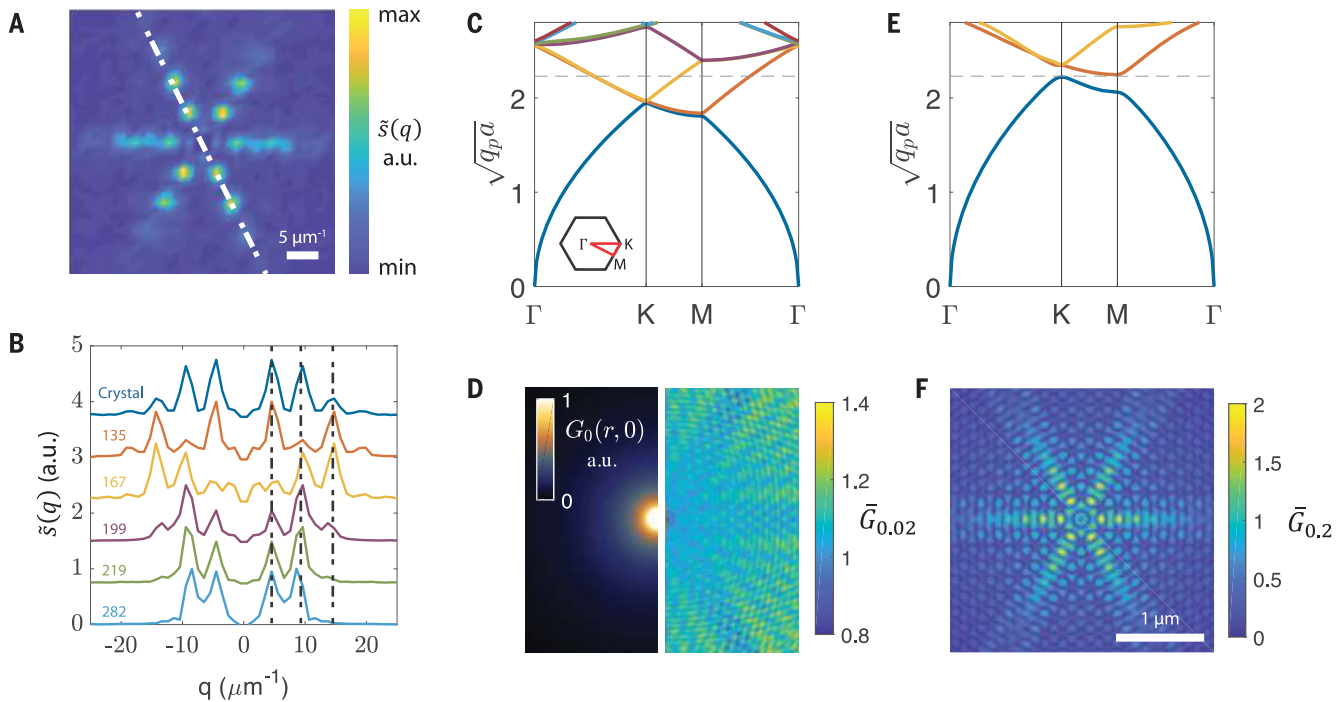 A
max
s̃(q)
a.u.
5 μm⁻¹
min
B
5
4
3
2
1
0
s̃(q) (a.u.)
Crystal
135
167
199
219
282
-20
-10
0
10
20
q (μm⁻¹)
C
2
1
0
√q_p a
Γ
K
M
Γ
K
M
Γ
D
1
G₀(r, 0)
a.u.
0
1.4
1.2
1
0.8
Ḡ₀.₀₂
E
2
1
0
√q_p a
Γ
K
M
Γ
F
1 μm
2
1.5
1
0.5
0
Ḡ₀.₂